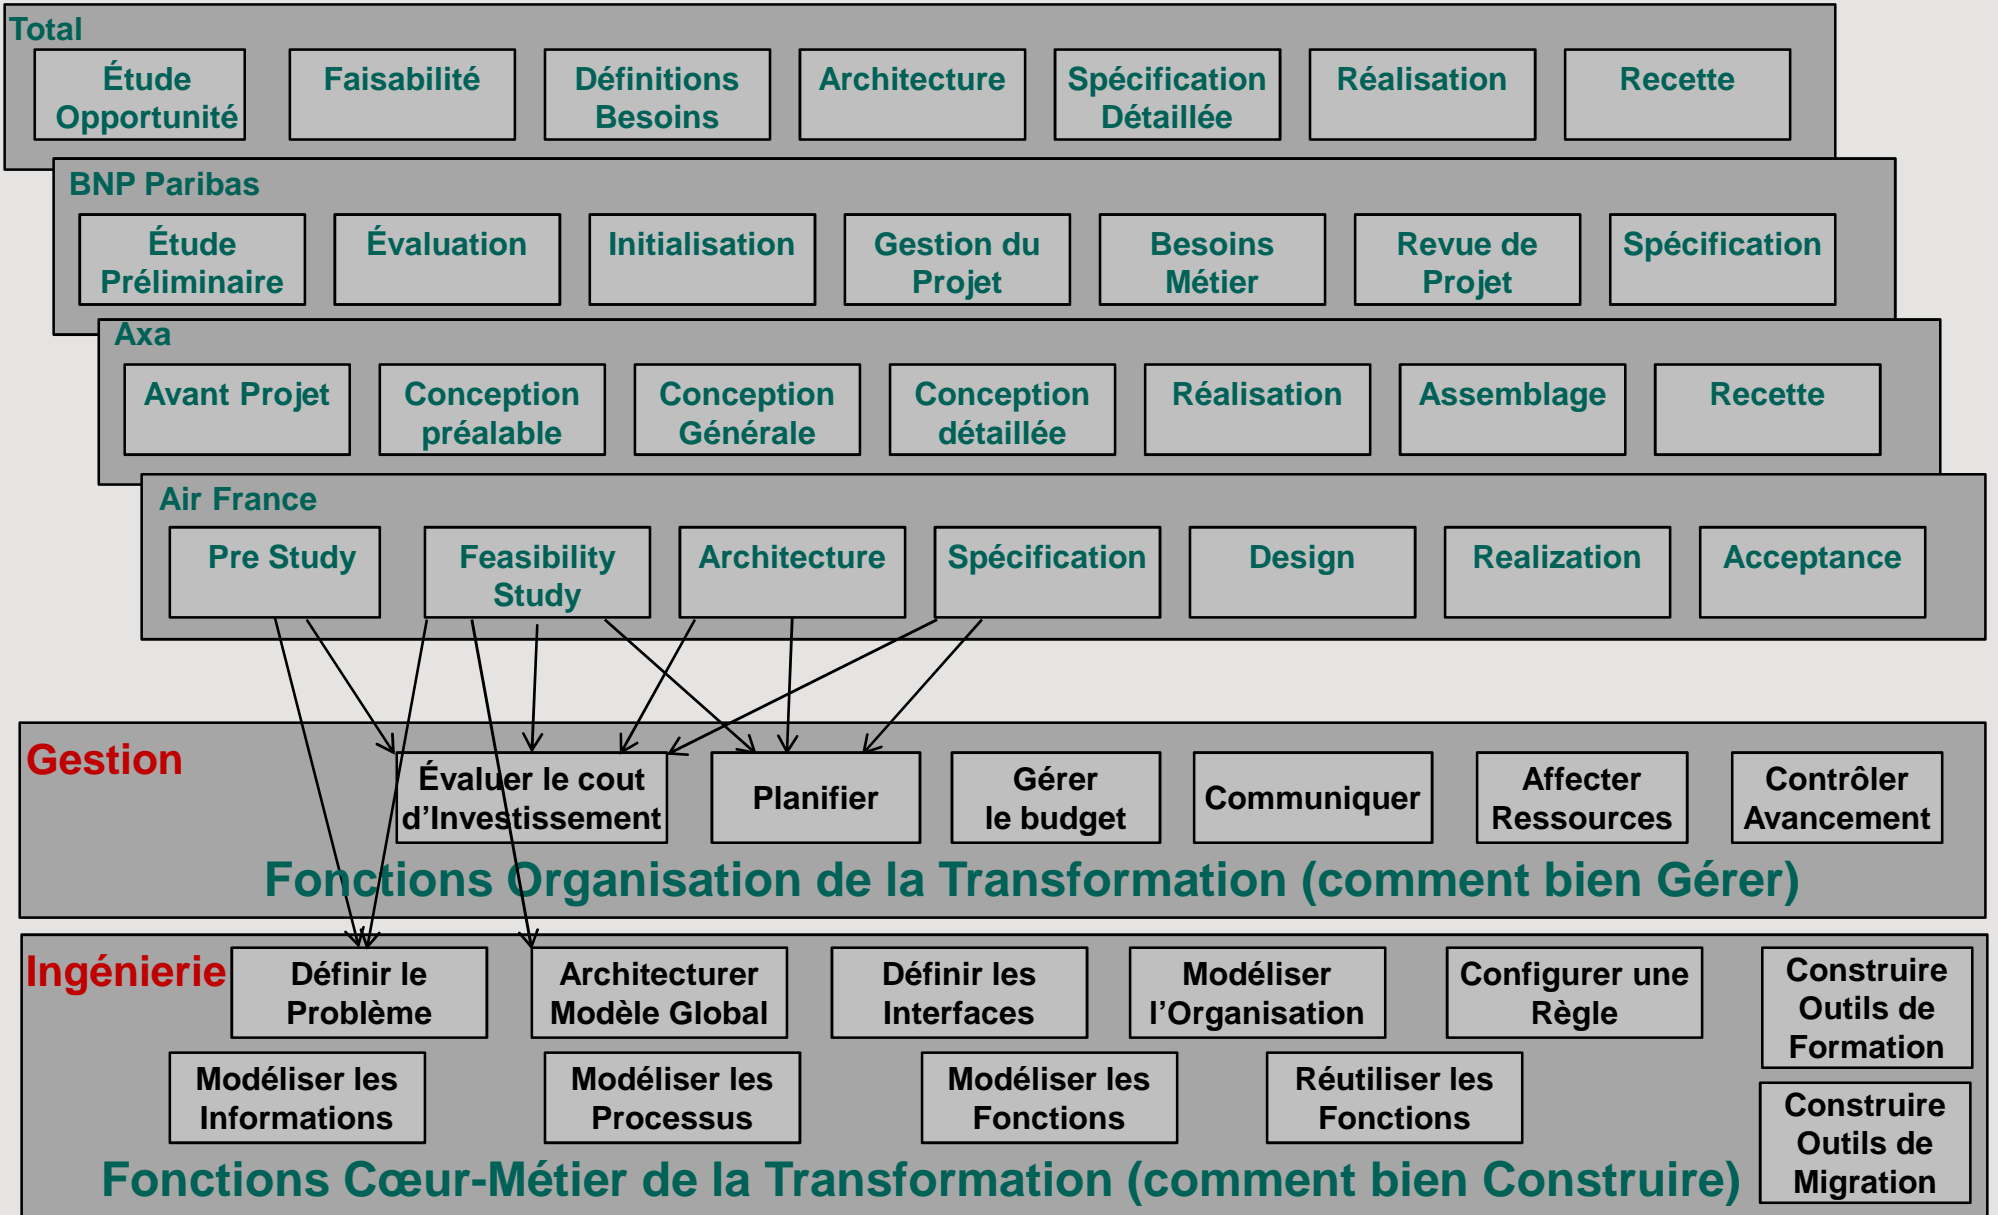 Total
Étude
Opportunité
Faisabilité
Définitions
Besoins
Architecture
Spécification
Détaillée
Réalisation
Recette
BNP Paribas
Étude
Préliminaire
Évaluation
Initialisation
Gestion du
Projet
Besoins
Métier
Revue de
Projet
Spécification
Axa
Avant Projet
Conception
préalable
Conception
Générale
Conception
détaillée
Réalisation
Assemblage
Recette
Air France
Pre Study
Feasibility
Study
Architecture
Spécification
Design
Realization
Acceptance
Gestion
Évaluer le cout
d’Investissement
Planifier
Gérer
le budget
Communiquer
Affecter
Ressources
Contrôler
Avancement
Fonctions Organisation de la Transformation (comment bien Gérer)
Ingénierie
Définir le
Problème
Architecturer
Modèle Global
Définir les
Interfaces
Modéliser
l’Organisation
Configurer une
Règle
Construire
Outils de
Formation
Modéliser les
Informations
Modéliser les
Processus
Modéliser les
Fonctions
Réutiliser les
Fonctions
Construire
Outils de
Migration
Fonctions Cœur-Métier de la Transformation (comment bien Construire)